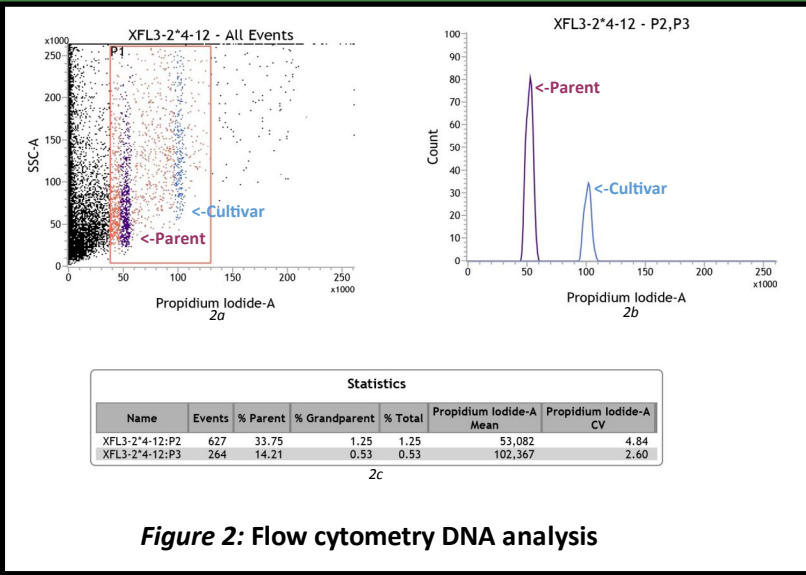 XFL3-2*4-12 - All Events
x1000
250
200
150
100
50
0
SSC-A
P1
<-Cultivar
<-Parent
0 50 100 150 200 250
x1000
Propidium Iodide-A
2a
XFL3-2*4-12 - P2,P3
100
90
80
70
60
50
40
30
20
10
0
Count
<-Parent
<-Cultivar
0 50 100 150 200 250
x1000
Propidium Iodide-A
2b
Statistics
Name Events % Parent % Grandparent % Total Propidium Iodide-A Mean Propidium Iodide-A CV
XFL3-2*4-12:P2 627 33.75 1.25 1.25 53,082 4.84
XFL3-2*4-12:P3 264 14.21 0.53 0.53 102,367 2.60
2c
Figure 2: Flow cytometry DNA analysis